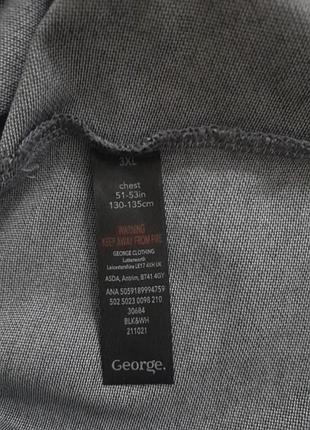 3XL
chest
51-53in
130-135cm
WARNING
KEEP AWAY FROM FIRE
GEORGE CLOTHING
Lutterworth
Leicestershire LE17 4XH UK
ASDA, Antrim, BT41 4GY
ANA 5059189994759
502 5023 0098 210
30684
BLK&WH
211021
George.